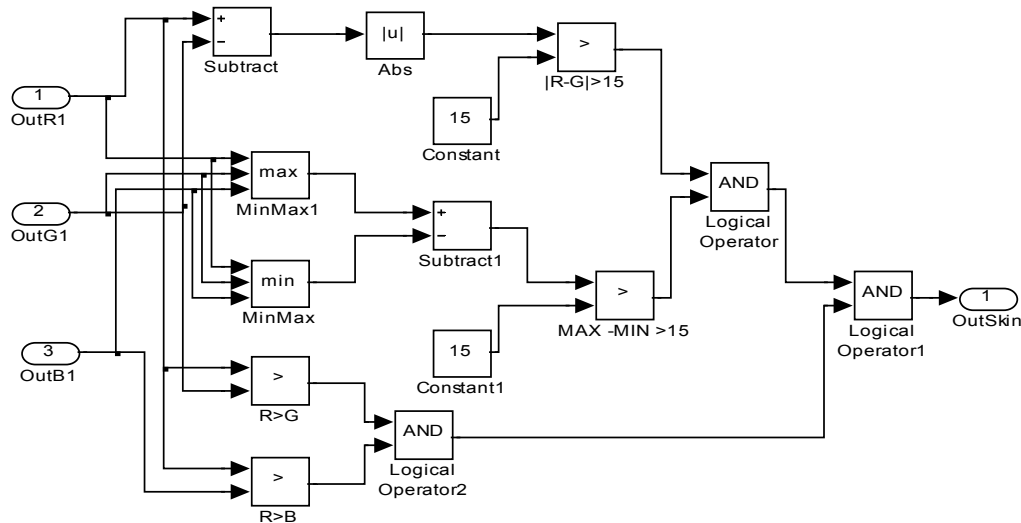 +
−
Subtract
|u|
Abs
>
|R-G|>15
1
OutR1
15
Constant
max
MinMax1
AND
Logical
Operator
2
OutG1
+
−
Subtract1
min
MinMax
>
MAX -MIN >15
AND
Logical
Operator1
1
OutSkin
3
OutB1
15
Constant1
>
R>G
AND
Logical
Operator2
>
R>B